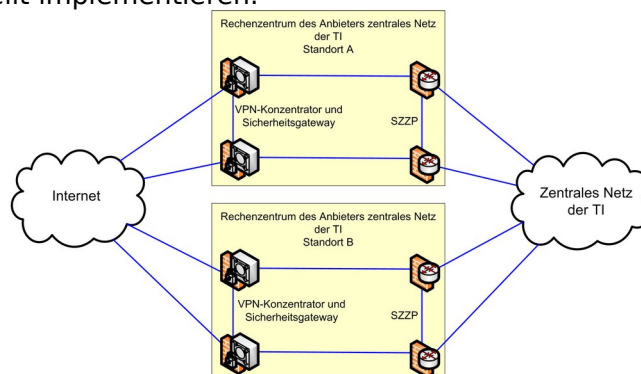 implementieren.
Rechenzentrum des Anbieters zentrales Netz
der TI
Standort A
VPN-Konzentrator und
Sicherheitsgateway
SZZP
Internet
Zentrales Netz
der TI
Rechenzentrum des Anbieters zentrales Netz
der TI
Standort B
VPN-Konzentrator und
Sicherheitsgateway
SZZP